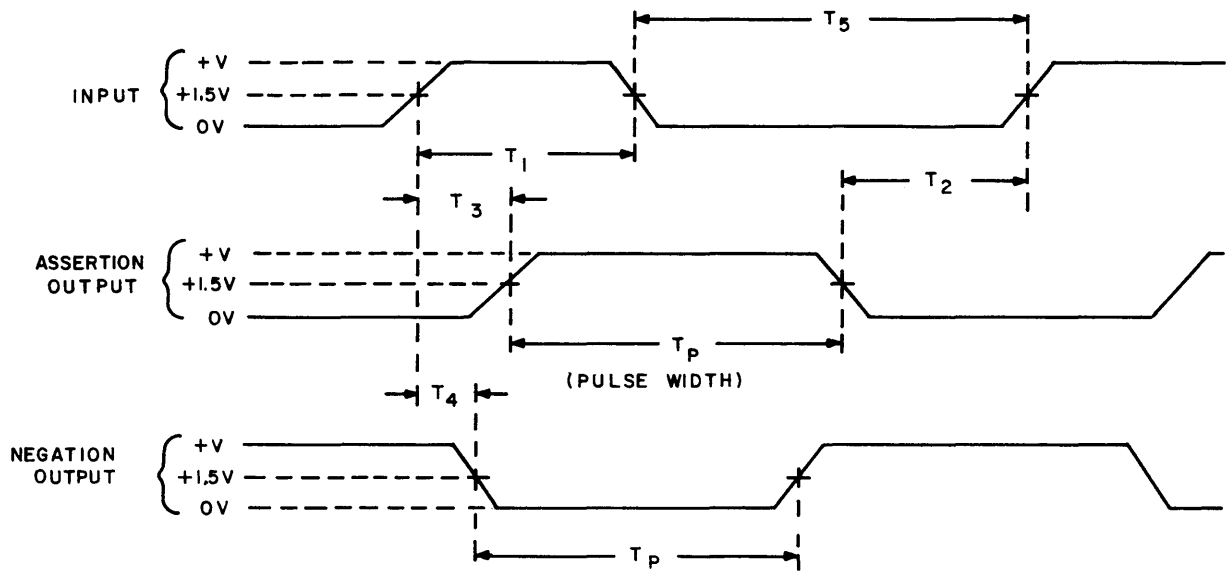 T5
+V
INPUT
+1.5V
0V
T1
T2
T3
+V
ASSERTION
OUTPUT
+1.5V
0V
TP
(PULSE WIDTH)
T4
+V
NEGATION
OUTPUT
+1.5V
0V
TP